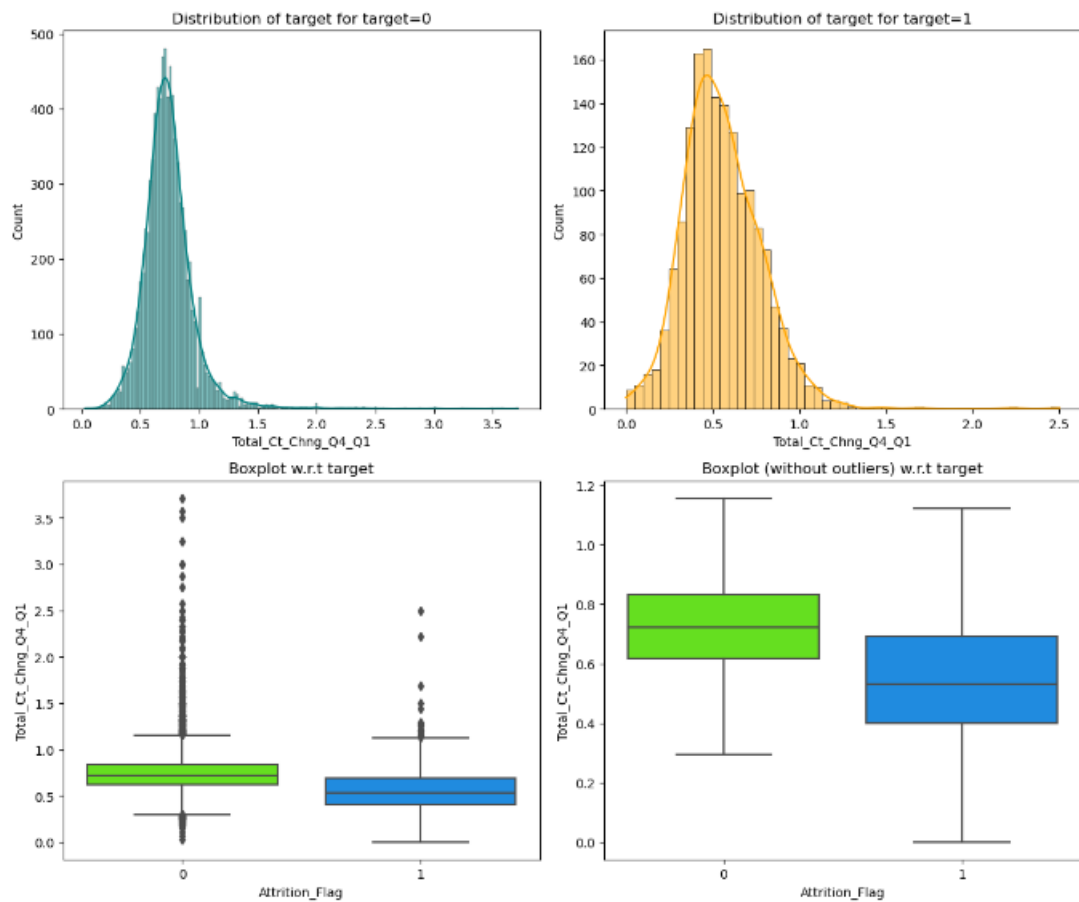 Distribution of target for target=0
500
400
300
200
100
0
Count
0.0 0.5 1.0 1.5 2.0 2.5 3.0 3.5
Total_Ct_Chng_Q4_Q1
Distribution of target for target=1
160
140
120
100
80
60
40
20
0
Count
0.0 0.5 1.0 1.5 2.0 2.5
Total_Ct_Chng_Q4_Q1
Boxplot w.r.t target
3.5
3.0
2.5
2.0
1.5
1.0
0.5
0.0
Total_Ct_Chng_Q4_Q1
0 1
Attrition_Flag
Boxplot (without outliers) w.r.t target
1.2
1.0
0.8
0.6
0.4
0.2
0.0
Total_Ct_Chng_Q4_Q1
0 1
Attrition_Flag